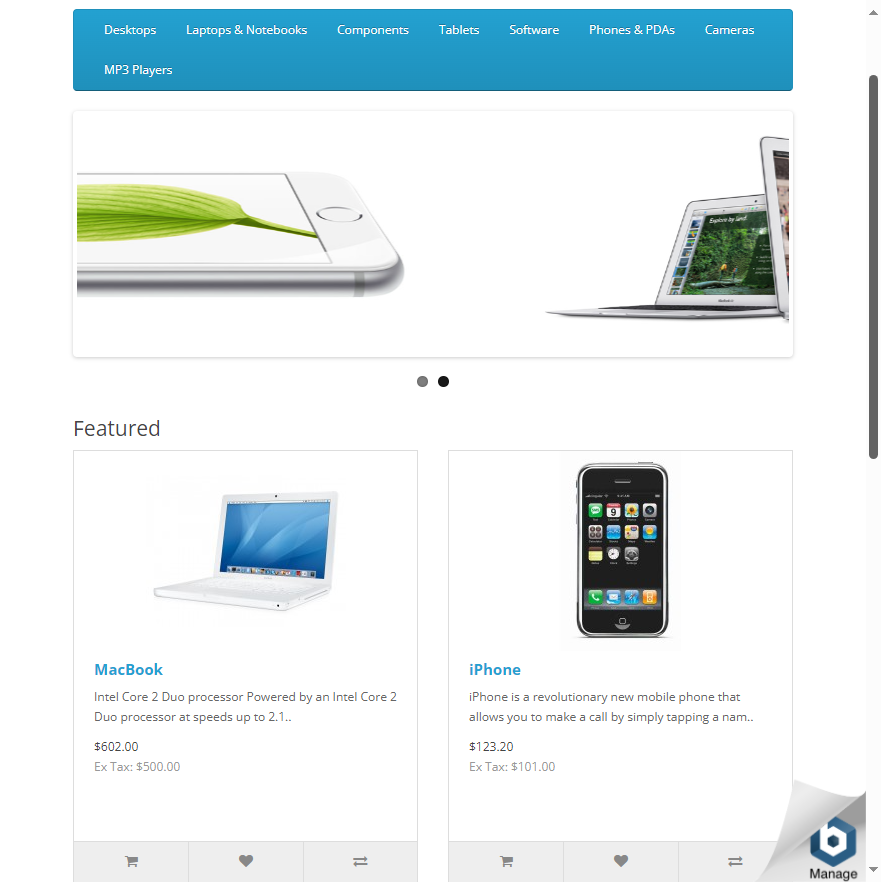 Desktops Laptops & Notebooks Components Tablets Software Phones & PDAs Cameras
MP3 Players
Explore by land.
Featured
MacBook
Intel Core 2 Duo processor Powered by an Intel Core 2
Duo processor at speeds up to 2.1..
$602.00
Ex Tax: $500.00
iPhone
iPhone is a revolutionary new mobile phone that
allows you to make a call by simply tapping a nam..
$123.20
Ex Tax: $101.00
b
Manage